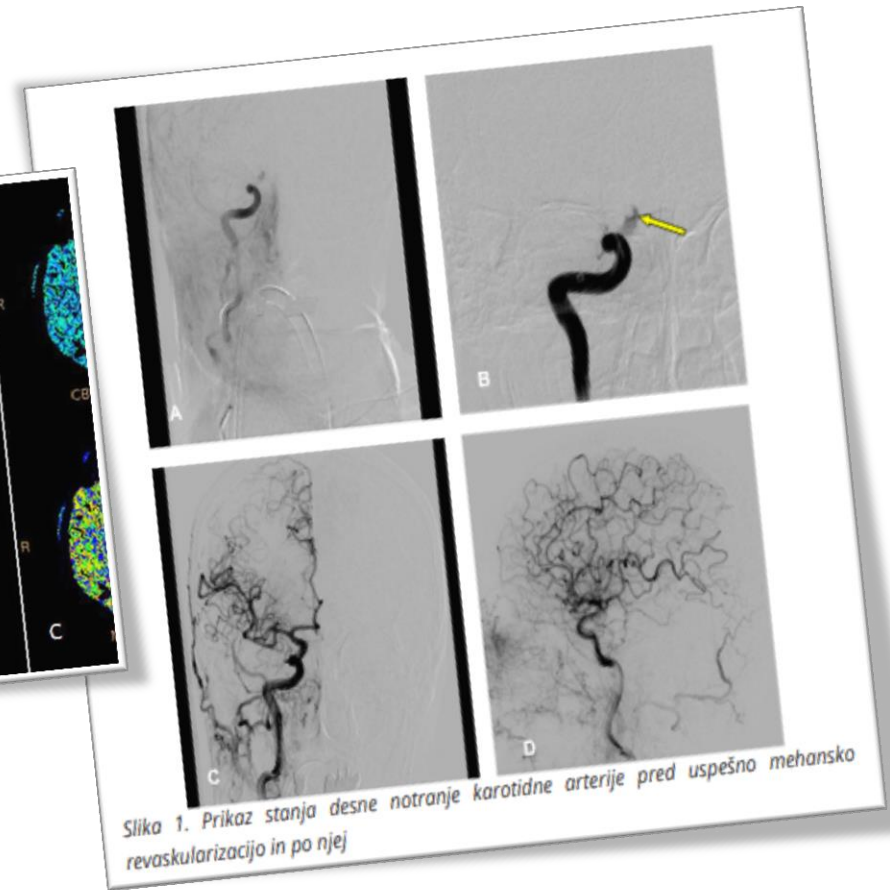 R
CB
R
C
A
B
C
D
Slika 1. Prikaz stanja desne notranje karotidne arterije pred uspešno mehansko
revaskularizacijo in po njej